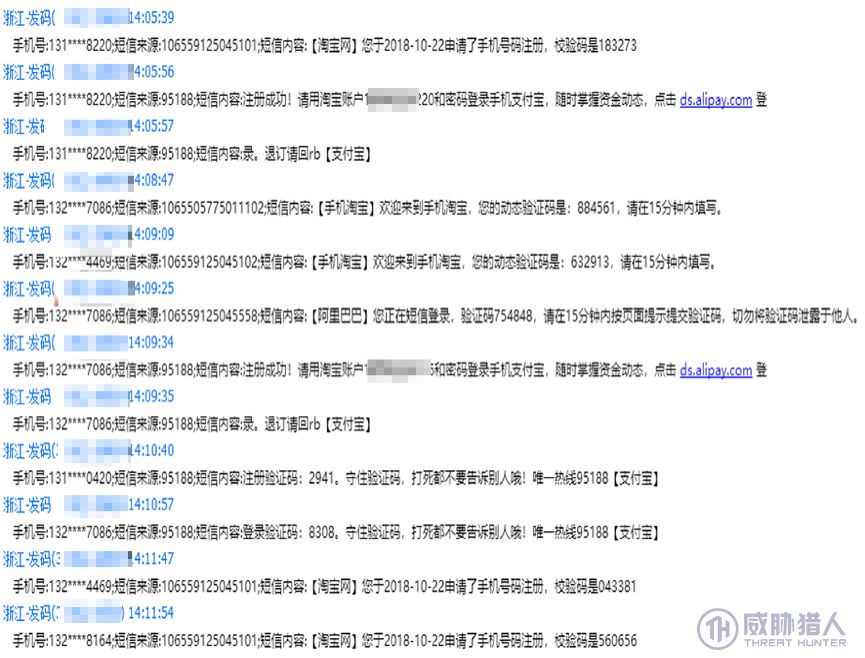 浙江-发码( 14:05:39
手机号:131****8220;短信来源:106559125045101;短信内容:【淘宝网】您于2018-10-22申请了手机号码注册，校验码是183273
浙江-发码( 4:05:56
手机号:131****8220;短信来源:95188;短信内容:注册成功！请用淘宝账户1 220和密码登录手机支付宝，随时掌握资金动态，点击 ds.alipay.com 登
浙江-发码 14:05:57
手机号:131****8220;短信来源:95188;短信内容:录。退订请回rb【支付宝】
浙江-发码( 4:08:47
手机号:132****7086;短信来源:1065505775011102;短信内容:【手机淘宝】欢迎来到手机淘宝，您的动态验证码是：884561，请在15分钟内填写。
浙江-发码 4:09:09
手机号:132****4469;短信来源:106559125045102;短信内容:【手机淘宝】欢迎来到手机淘宝，您的动态验证码是：632913，请在15分钟内填写。
浙江-发码( 4:09:25
手机号:132****7086;短信来源:106559125045558;短信内容:【阿里巴巴】您正在短信登录，验证码754848，请在15分钟内按页面提示提交验证码，切勿将验证码泄露于他人。
浙江-发码( 14:09:34
手机号:132****7086;短信来源:95188;短信内容:注册成功！请用淘宝账户 6和密码登录手机支付宝，随时掌握资金动态，点击 ds.alipay.com 登
浙江-发码 14:09:35
手机号:132****7086;短信来源:95188;短信内容:录。退订请回rb【支付宝】
浙江-发码(3 14:10:40
手机号:131****0420;短信来源:95188;短信内容:注册验证码：2941。守住验证码，打死都不要告诉别人哦！唯一热线95188【支付宝】
浙江-发码 14:10:57
手机号:132****7086;短信来源:95188;短信内容:登录验证码：8308。守住验证码，打死都不要告诉别人哦！唯一热线95188【支付宝】
浙江-发码(3 4:11:47
手机号:132****4469;短信来源:106559125045101;短信内容:【淘宝网】您于2018-10-22申请了手机号码注册，校验码是043381
浙江-发码( ) 14:11:54
手机号:132****8164;短信来源:106559125045101;短信内容:【淘宝网】您于2018-10-22申请了手机号码注册，校验码是560656
威胁猎人
THREAT HUNTER